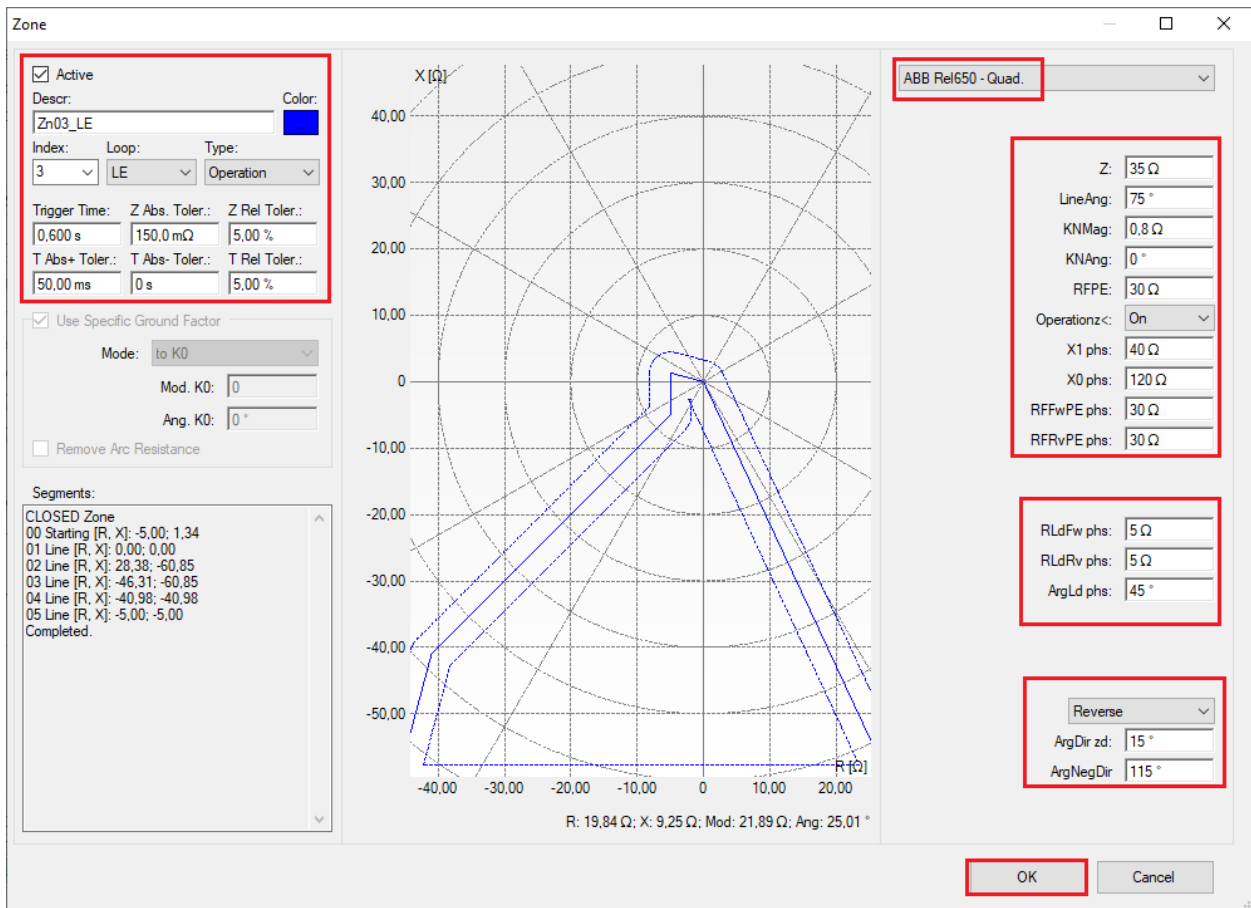 Zone
Active
Descr: Color:
Zn03_LE
Index: Loop: Type:
3 LE Operation
Trigger Time: Z Abs. Toler.: Z Rel Toler.:
0,600 s 150,0 mΩ 5,00 %
T Abs+ Toler.: T Abs- Toler.: T Rel Toler.:
50,00 ms 0 s 5,00 %
Use Specific Ground Factor
Mode: to K0
Mod. K0: 0
Ang. K0: 0 °
Remove Arc Resistance
Segments:
CLOSED Zone
00 Starting [R, X]: -5,00; 1,34
01 Line [R, X]: 0,00; 0,00
02 Line [R, X]: 28,38; -60,85
03 Line [R, X]: -46,31; -60,85
04 Line [R, X]: -40,98; -40,98
05 Line [R, X]: -5,00; -5,00
Completed.
X [Ω]
40,00
30,00
20,00
10,00
0
-10,00
-20,00
-30,00
-40,00
-50,00
R [Ω]
-40,00 -30,00 -20,00 -10,00 0 10,00 20,00
R: 19,84 Ω; X: 9,25 Ω; Mod: 21,89 Ω; Ang: 25,01 °
ABB Rel650 - Quad.
Z: 35 Ω
LineAng: 75 °
KNMag: 0,8 Ω
KNAng: 0 °
RFPE: 30 Ω
Operationz<: On
X1 phs: 40 Ω
X0 phs: 120 Ω
RFFwPE phs: 30 Ω
RFRvPE phs: 30 Ω
RLdFw phs: 5 Ω
RLdRv phs: 5 Ω
ArgLd phs: 45 °
Reverse
ArgDir zd: 15 °
ArgNegDir 115 °
OK Cancel